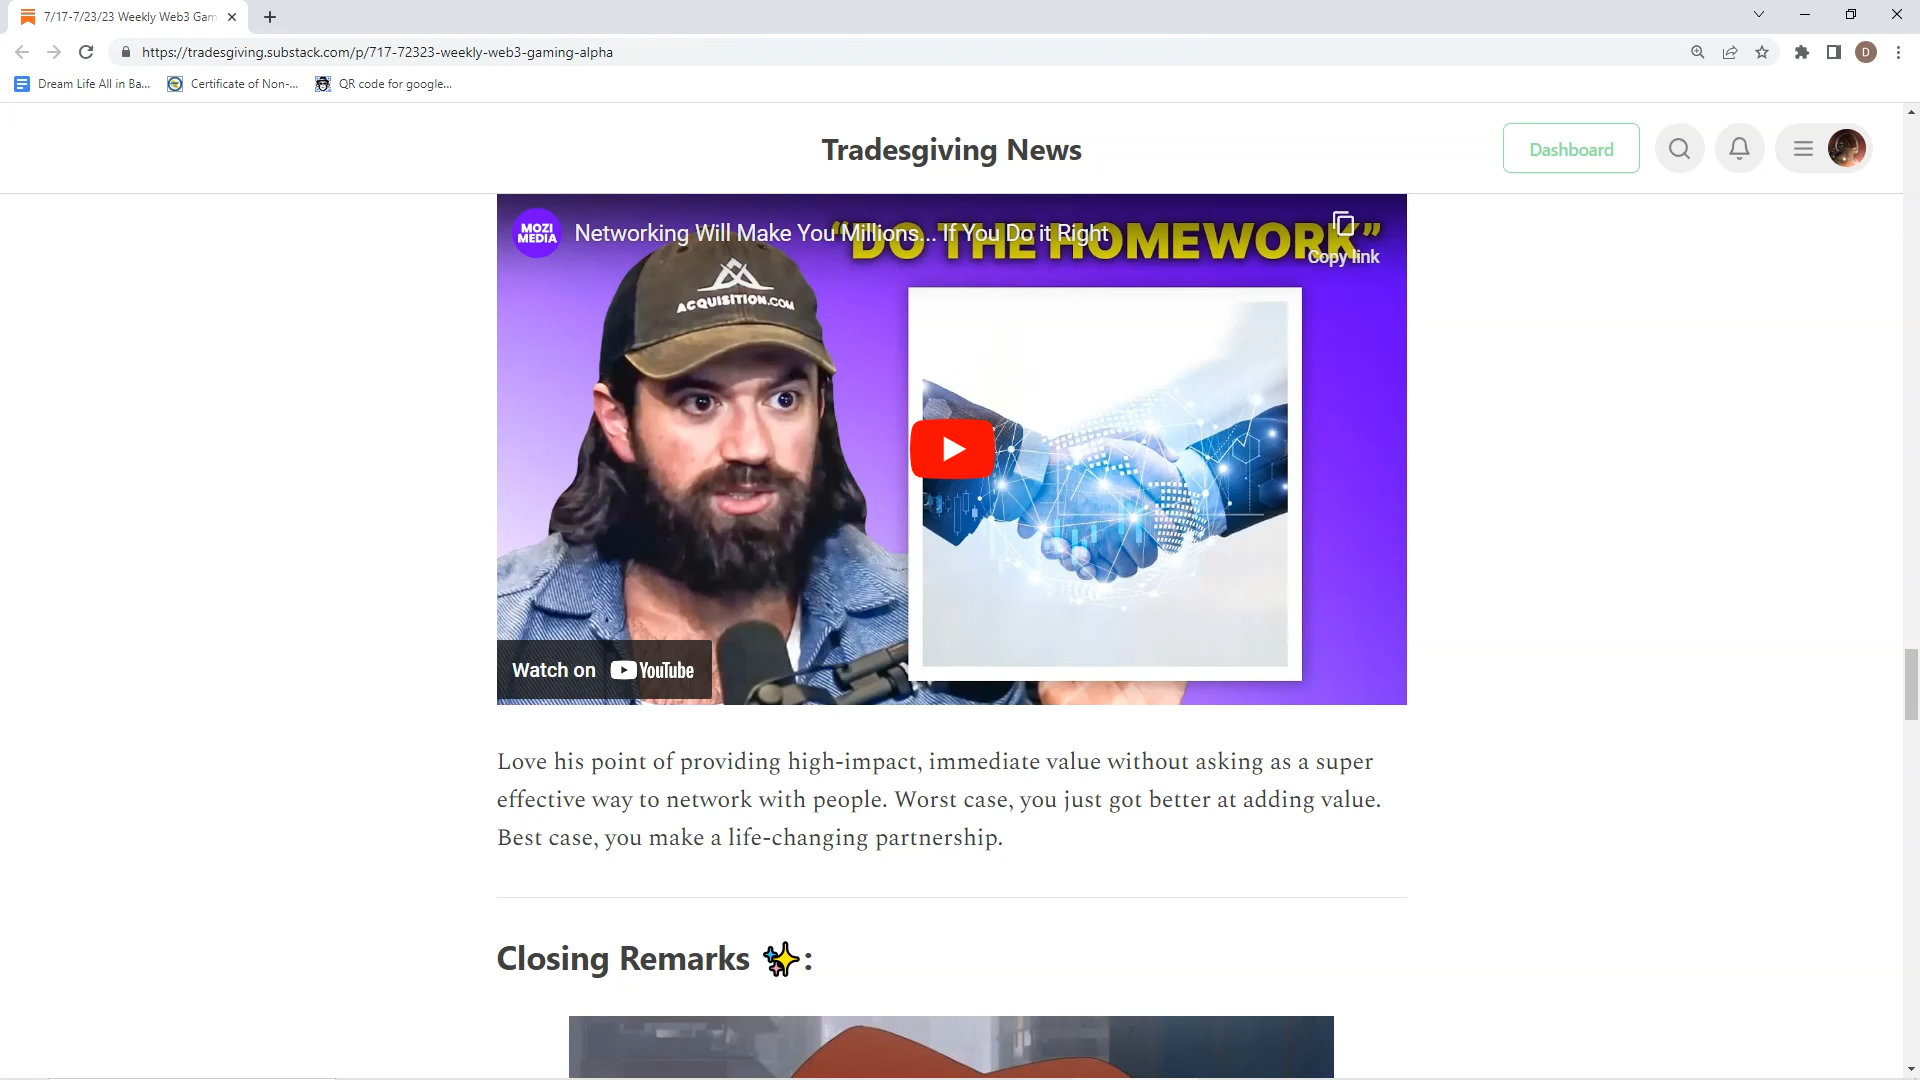 7/17-7/23/23 Weekly Web3 Gam
https://tradesgiving.substack.com/p/717-72323-weekly-web3-gaming-alpha
D
Dream Life All in Ba...
Certificate of Non-...
QR code for google...
Tradesgiving News
Dashboard
MOZI
MEDIA
Networking Will Make You Millions... If You Do it Right
“DO THE HOMEWORK”
Copy link
ACQUISITION.COM
Watch on YouTube
Love his point of providing high-impact, immediate value without asking as a super
effective way to network with people. Worst case, you just got better at adding value.
Best case, you make a life-changing partnership.
Closing Remarks ✨: